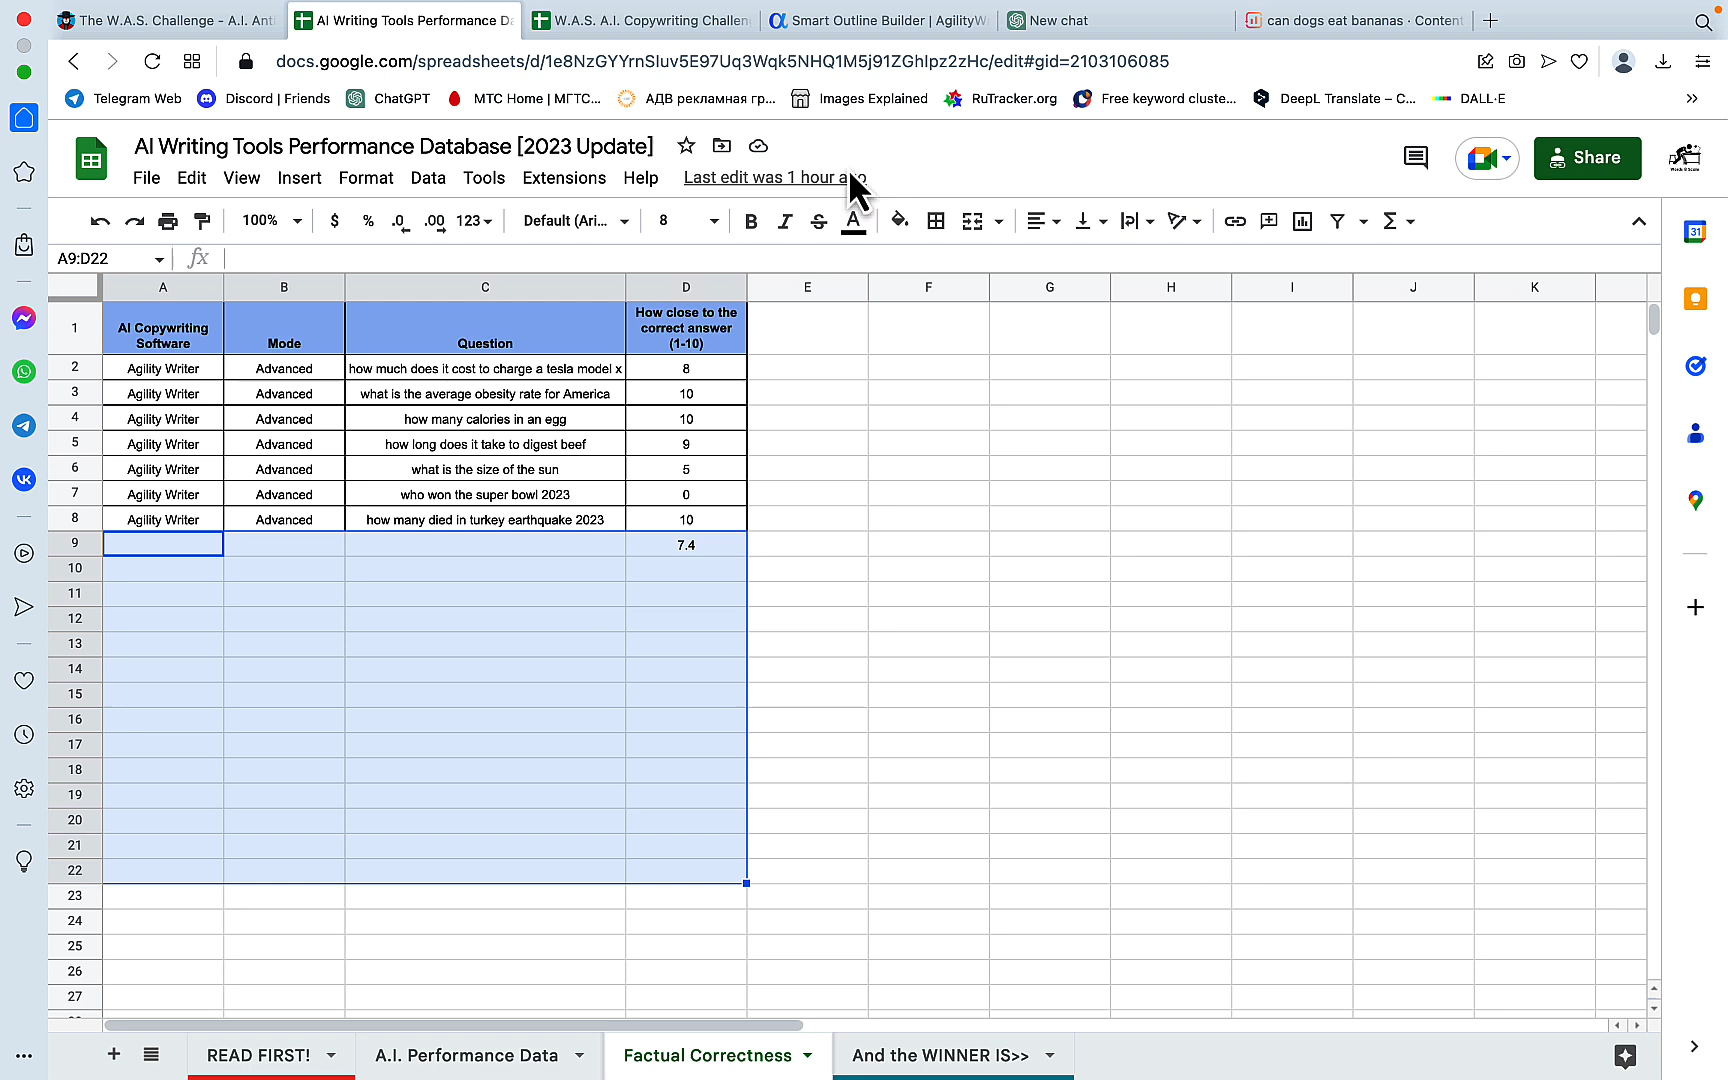 The W.A.S. Challenge - A.I. Ant
AI Writing Tools Performance Da
W.A.S. A.I. Copywriting Challen
Smart Outline Builder | AgilityW
New chat
can dogs eat bananas · Content
docs.google.com/spreadsheets/d/1e8NzGYYrnSIuv5E97Uq3Wqk5NHQ1M5j91ZGhIpz2zHc/edit#gid=2103106085
Telegram Web
Discord | Friends
ChatGPT
МТС Home | МГТС...
АДВ рекламная гр...
Images Explained
RuTracker.org
Free keyword cluste...
DeepL Translate – C...
DALL·E
AI Writing Tools Performance Database [2023 Update]
File Edit View Insert Format Data Tools Extensions Help Last edit was 1 hour ago
Share
100% $ % .0 .00 123 Default (Ari... 8 B I S A
31
A9:D22 fx
A B C D E F G H I J K
1 AI Copywriting Software Mode Question How close to the correct answer (1-10)
2 Agility Writer Advanced how much does it cost to charge a tesla model x 8
3 Agility Writer Advanced what is the average obesity rate for America 10
4 Agility Writer Advanced how many calories in an egg 10
5 Agility Writer Advanced how long does it take to digest beef 9
6 Agility Writer Advanced what is the size of the sun 5
7 Agility Writer Advanced who won the super bowl 2023 0
8 Agility Writer Advanced how many died in turkey earthquake 2023 10
9 7.4
10
11
12
13
14
15
16
17
18
19
20
21
22
23
24
25
26
27
READ FIRST! A.I. Performance Data Factual Correctness And the WINNER IS>>